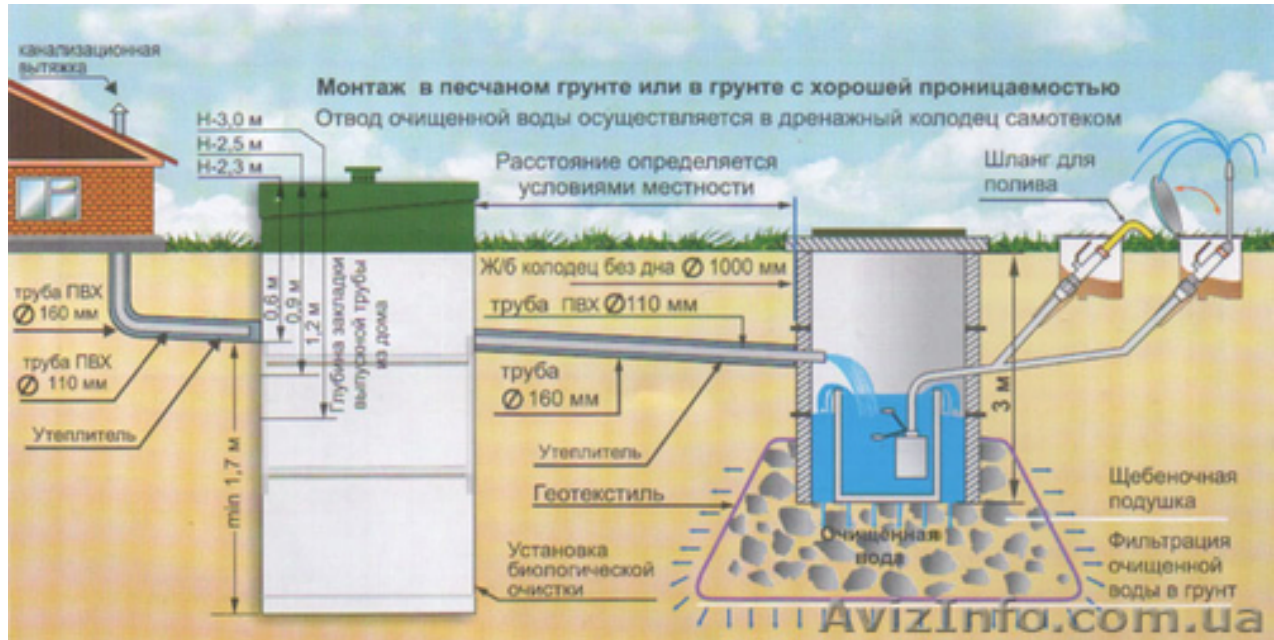 канализационная
вытяжка
Монтаж в песчаном грунте или в грунте с хорошей проницаемостью
Отвод очищенной воды осуществляется в дренажный колодец самотеком
Н-3,0 м
Н-2,5 м
Н-2,3 м
Расстояние определяется
условиями местности
Шланг для
полива
Ж/б колодец без дна Ø 1000 мм
труба ПВХ
Ø 160 мм
труба ПВХ
Ø 110 мм
Утеплитель
min 1,7 м
0,6 м
0,9 м
1,2 м
Глубина закладки
выпускной трубы
из дома
труба ПВХ Ø110 мм
труба
Ø 160 мм
Утеплитель
Геотекстиль
3 м
Установка
биологической
очистки
Очищенная
вода
Щебеночная
подушка
Фильтрация
очищенной
воды в грунт
AvizInfo.com.ua